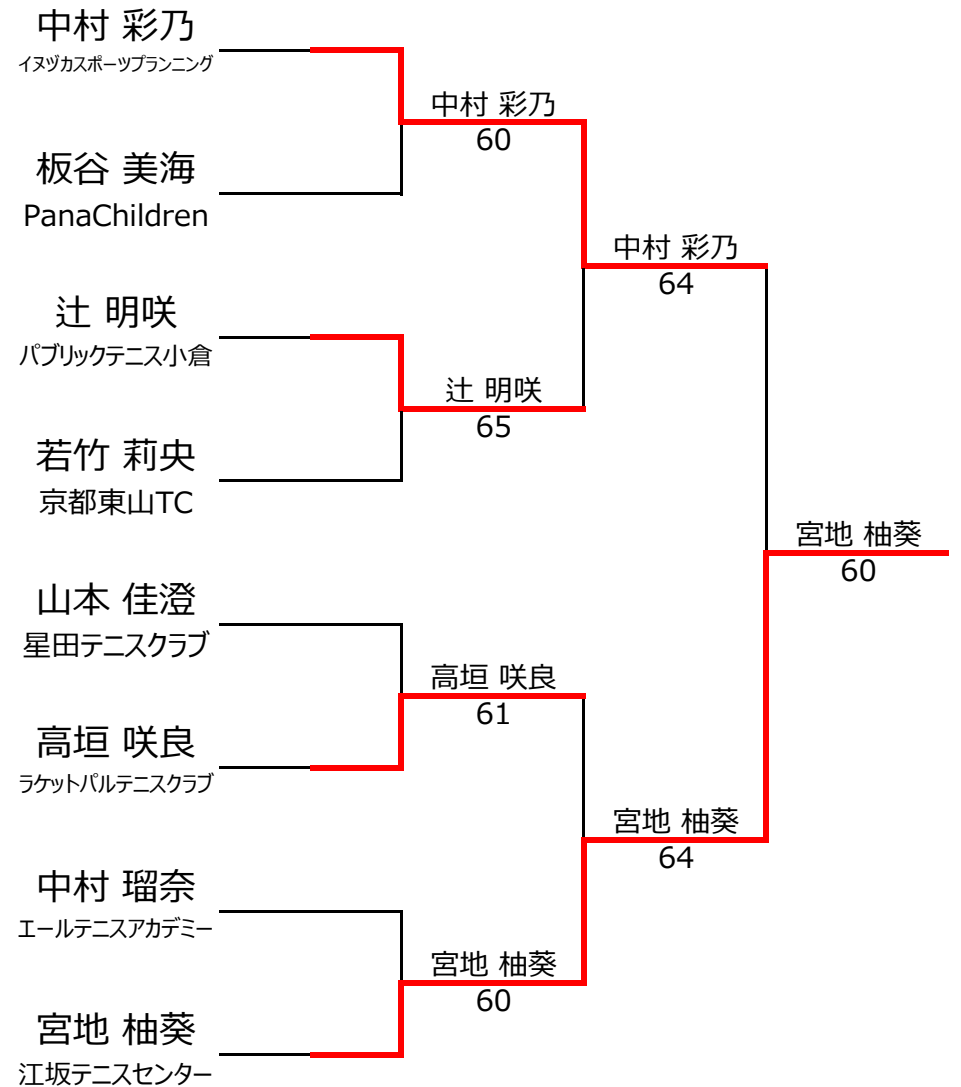 中村 彩乃
イヌヅカスポーツプランニング
板谷 美海
PanaChildren
辻 明咲
パブリックテニス小倉
若竹 莉央
京都東山TC
山本 佳澄
星田テニスクラブ
高垣 咲良
ラケットパルテニスクラブ
中村 瑠奈
エールテニスアカデミー
宮地 柚葵
江坂テニスセンター
中村 彩乃
60
辻 明咲
65
高垣 咲良
61
宮地 柚葵
60
中村 彩乃
64
宮地 柚葵
64
宮地 柚葵
60